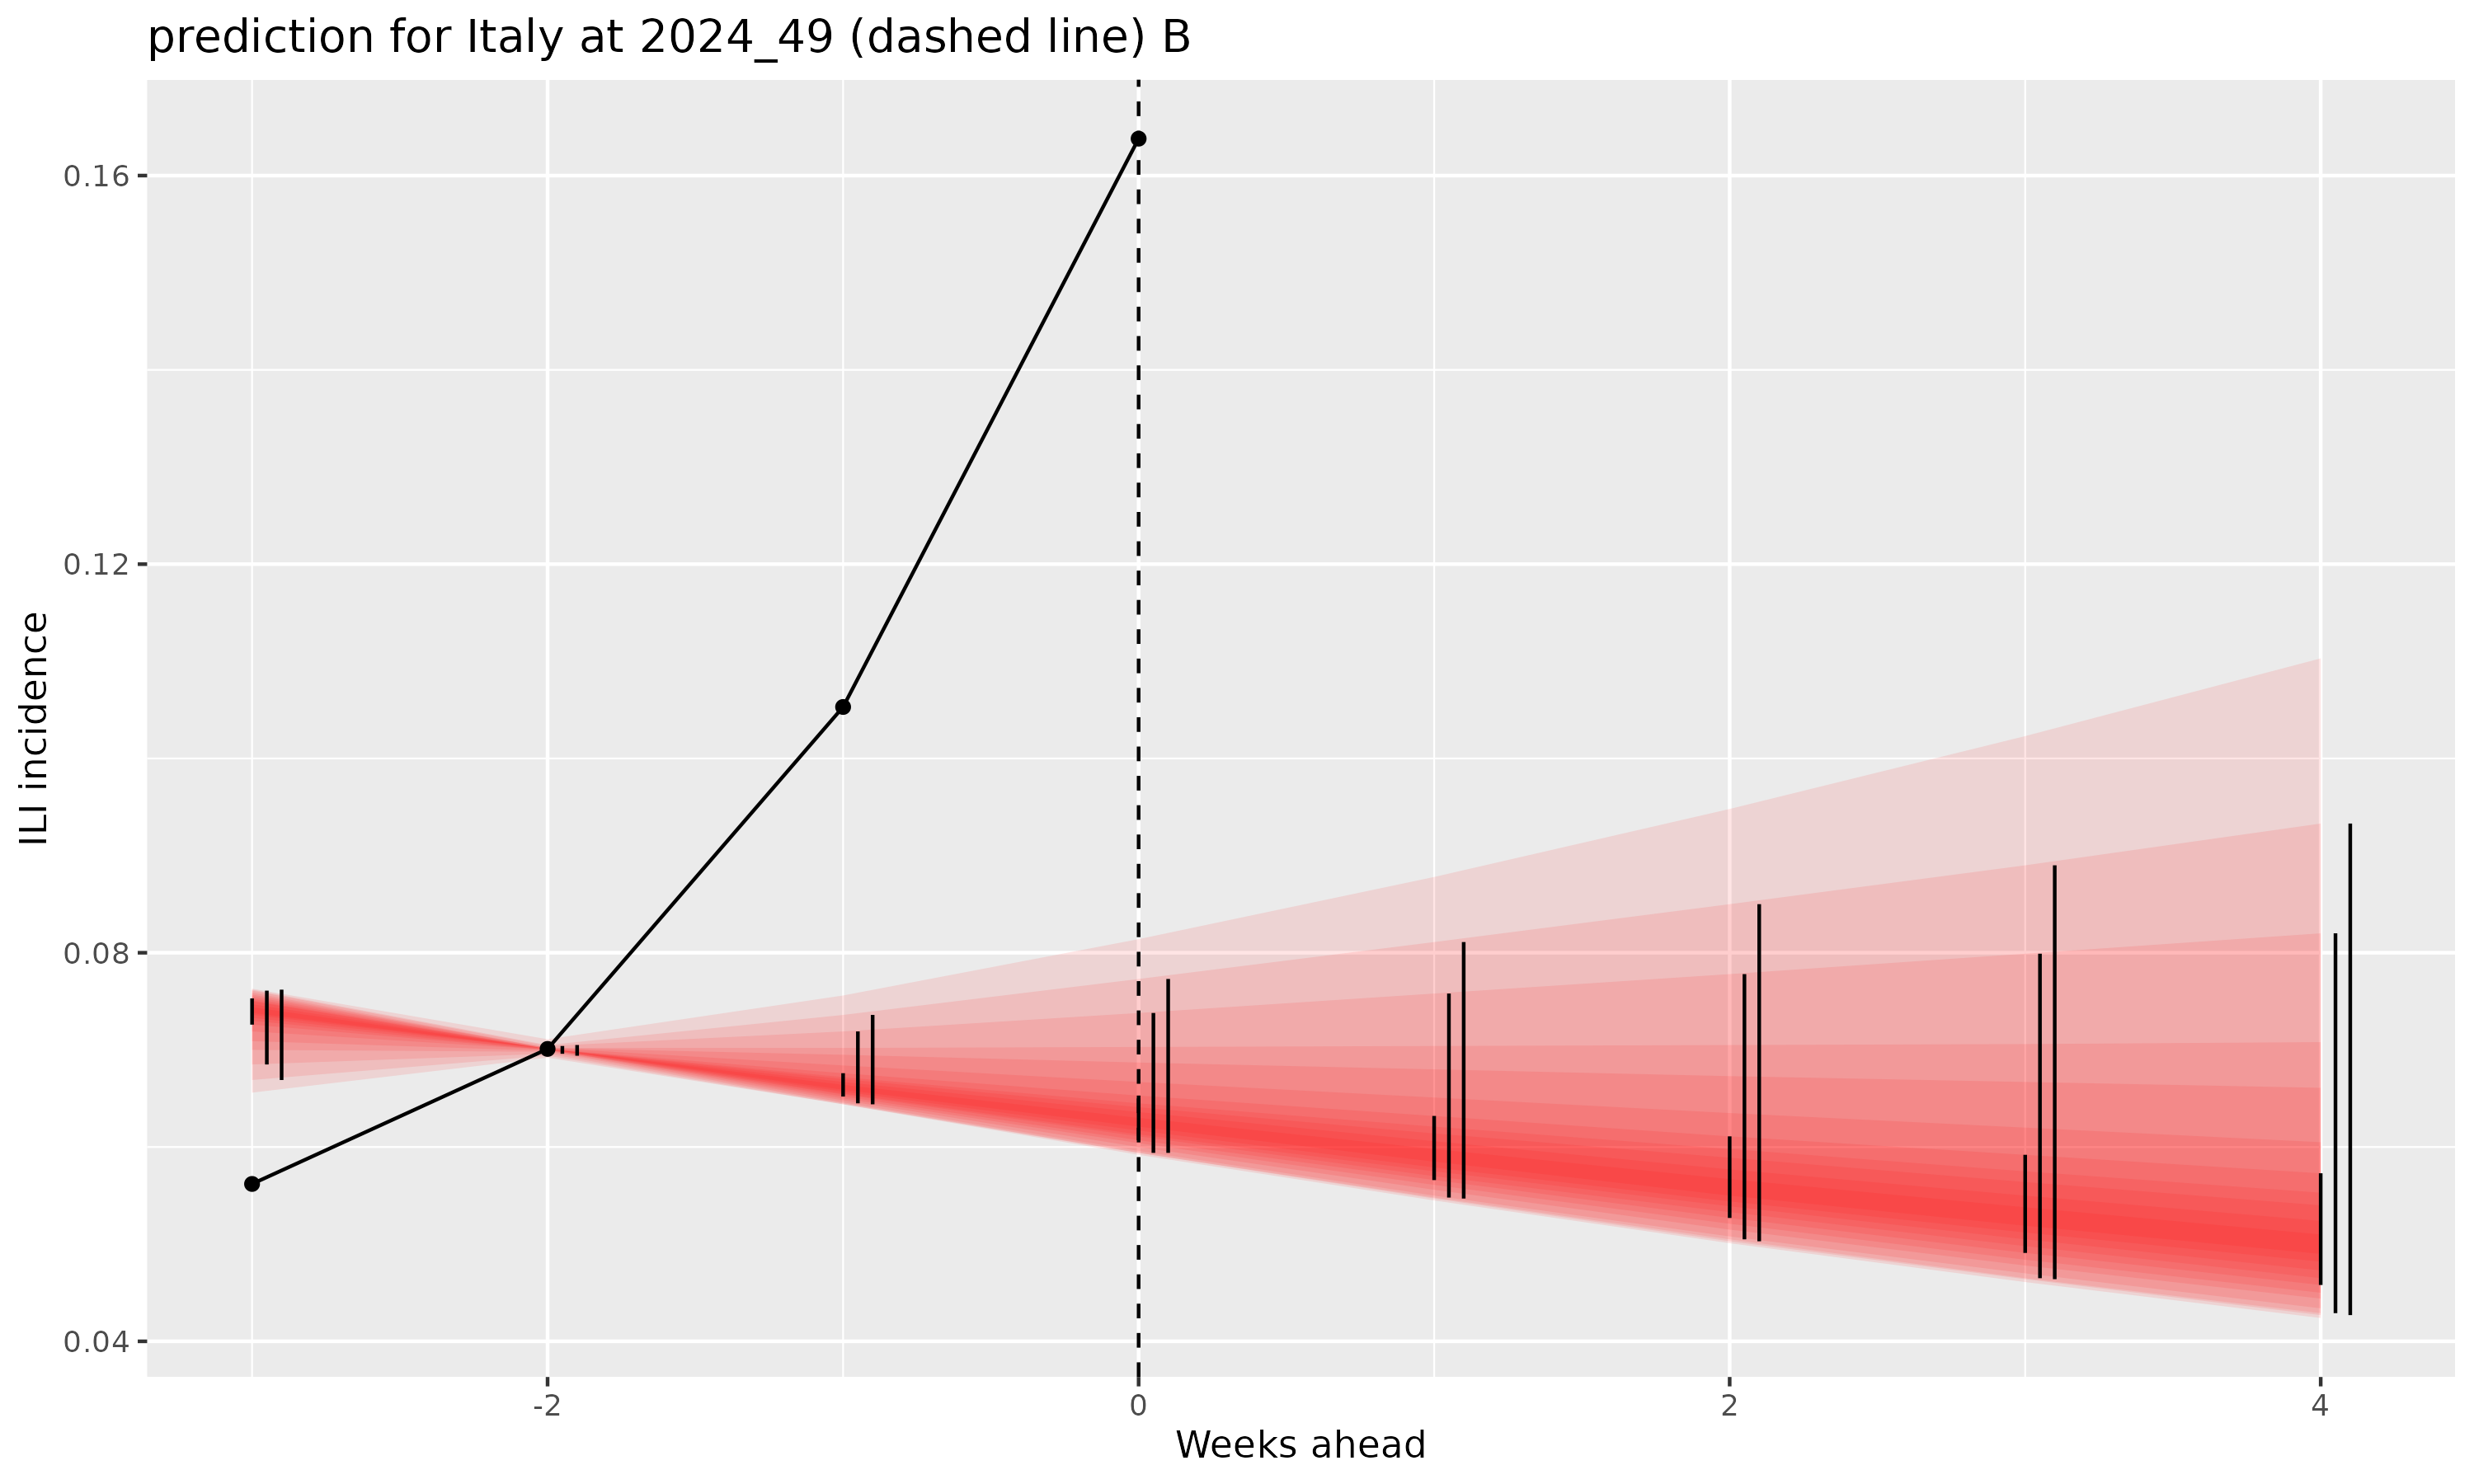 prediction for Italy at 2024_49 (dashed line) B
0.16
0.12
0.08
0.04
ILI incidence
-2
0
2
4
Weeks ahead